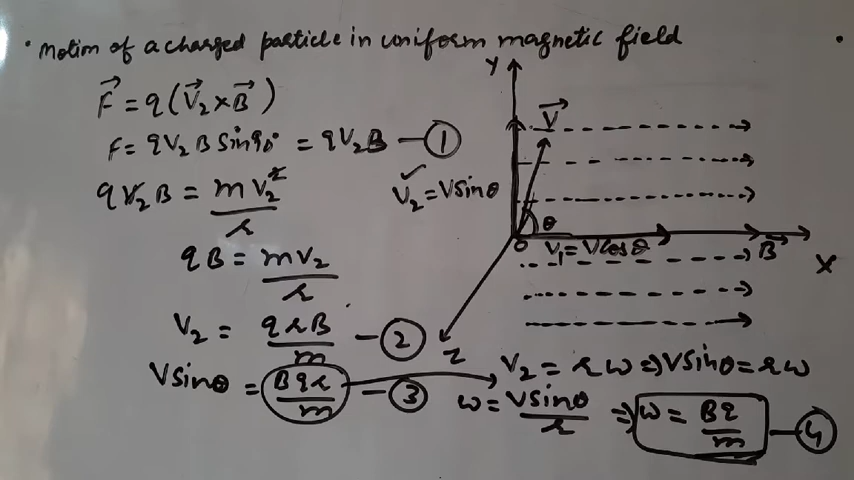 • Motion of a charged particle in uniform magnetic field
F⃗ = q (V⃗₂ × B⃗)
F = qV₂ B Sin90° = qV₂B — ①
qV₂B = mV₂² / r
V₂ = Vsinθ
qB = mV₂ / r
V₂ = qrB / m — ②
Vsinθ = Bqr / m — ③
Y
V⃗
θ
O
V₁ = Vcosθ
B⃗
X
Z
V₂ = rω ⇒ Vsinθ = rω
ω = Vsinθ / r ⇒ ω = Bq / m — ④